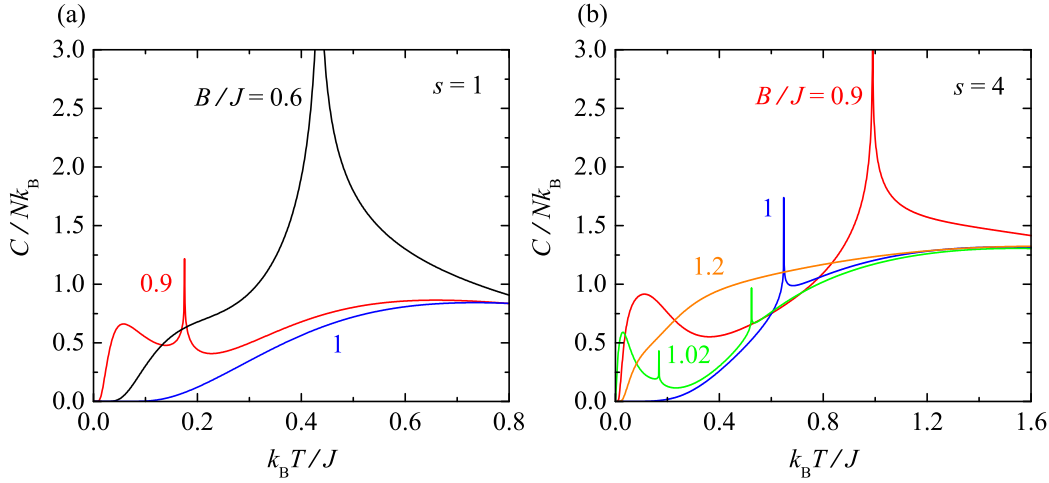 (a)
(b)
3.0
2.5
2.0
1.5
1.0
0.5
0.0
C / Nk_B
B / J = 0.6
s = 1
0.9
1
0.0 0.2 0.4 0.6 0.8
k_B T / J
3.0
2.5
2.0
1.5
1.0
0.5
0.0
C / Nk_B
B / J = 0.9
s = 4
1
1.2
1.02
0.0 0.4 0.8 1.2 1.6
k_B T / J